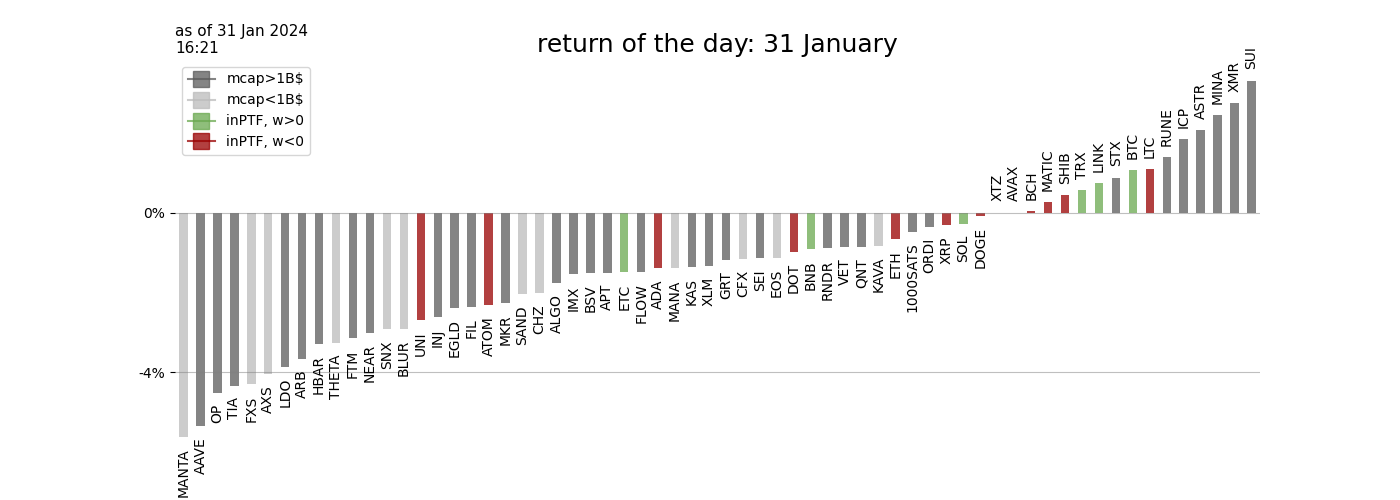 as of 31 Jan 2024
16:21
return of the day: 31 January
mcap>1B$
mcap<1B$
inPTF, w>0
inPTF, w<0
0%
-4%
MANTA
AAVE
OP
TIA
FXS
AXS
LDO
ARB
HBAR
THETA
FTM
NEAR
SNX
BLUR
UNI
INJ
EGLD
FIL
ATOM
MKR
SAND
CHZ
ALGO
IMX
BSV
APT
ETC
FLOW
ADA
MANA
KAS
XLM
GRT
CFX
SEI
EOS
DOT
BNB
RNDR
VET
QNT
KAVA
ETH
1000SATS
ORDI
XRP
SOL
DOGE
XTZ
AVAX
BCH
MATIC
SHIB
TRX
LINK
STX
BTC
LTC
RUNE
ICP
ASTR
MINA
XMR
SUI